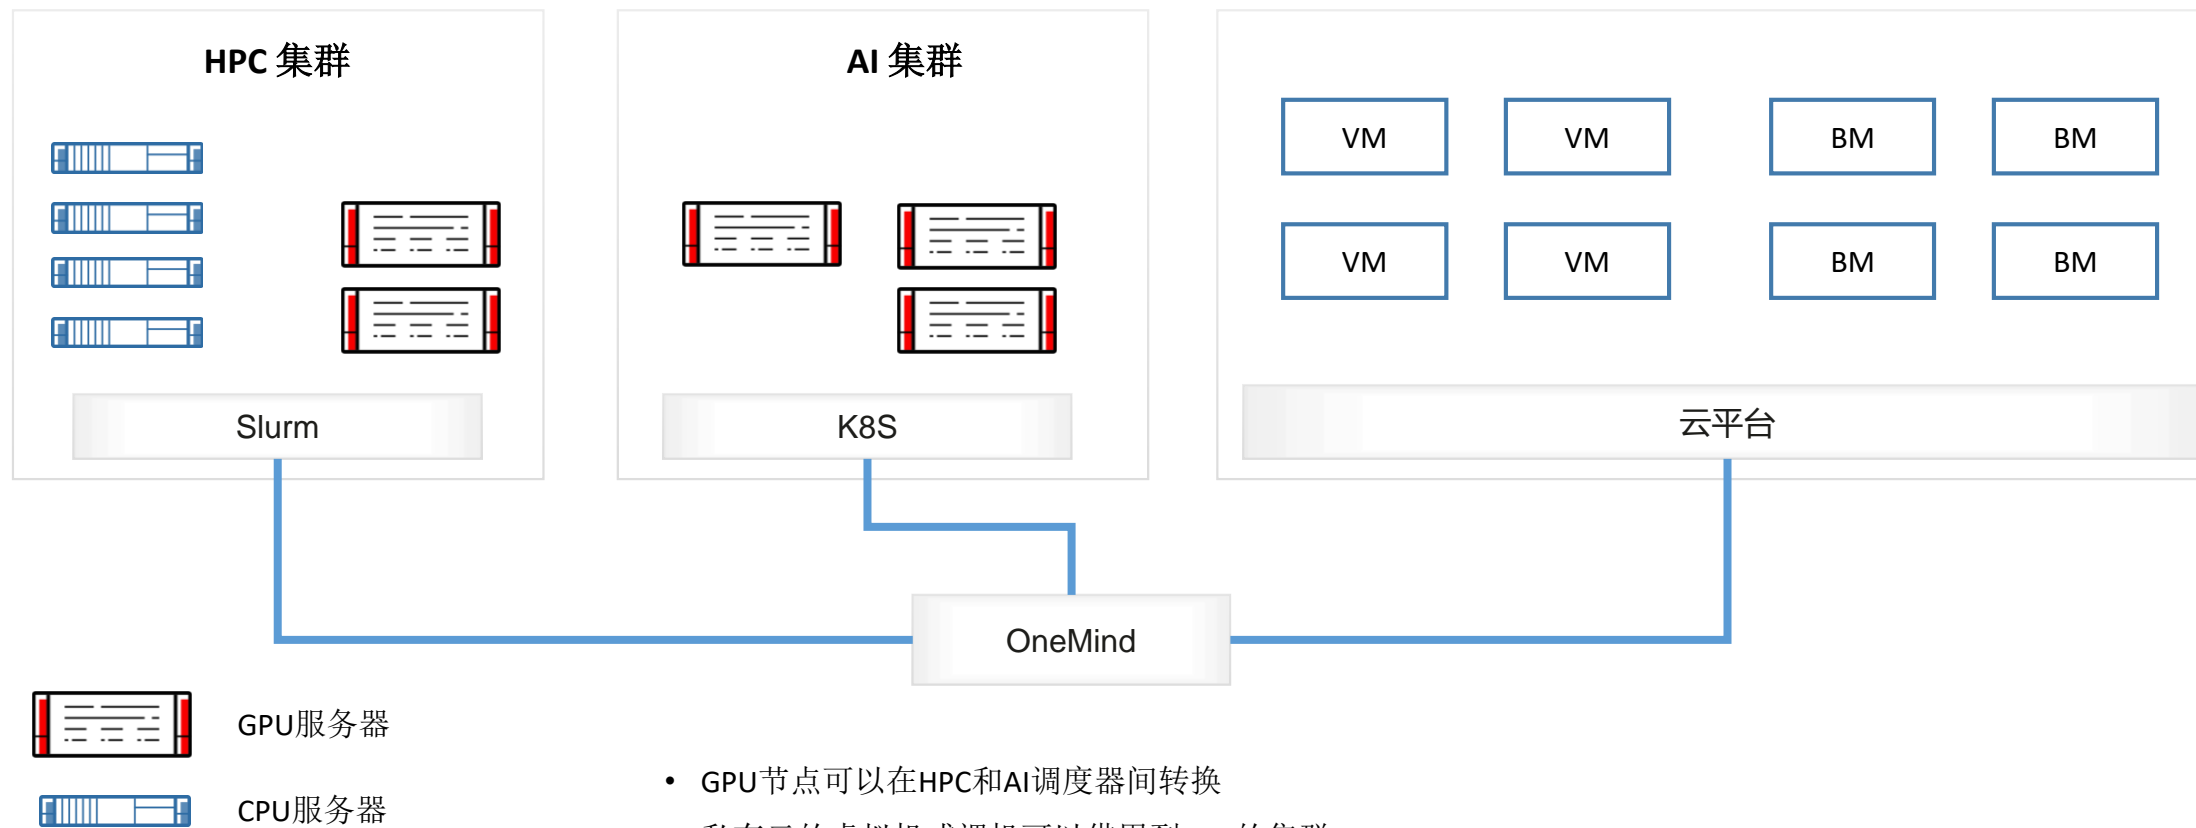 HPC 集群
AI 集群
VM VM BM BM
VM VM BM BM
Slurm
K8S
云平台
OneMind
GPU服务器
• GPU节点可以在HPC和AI调度器间转换
CPU服务器